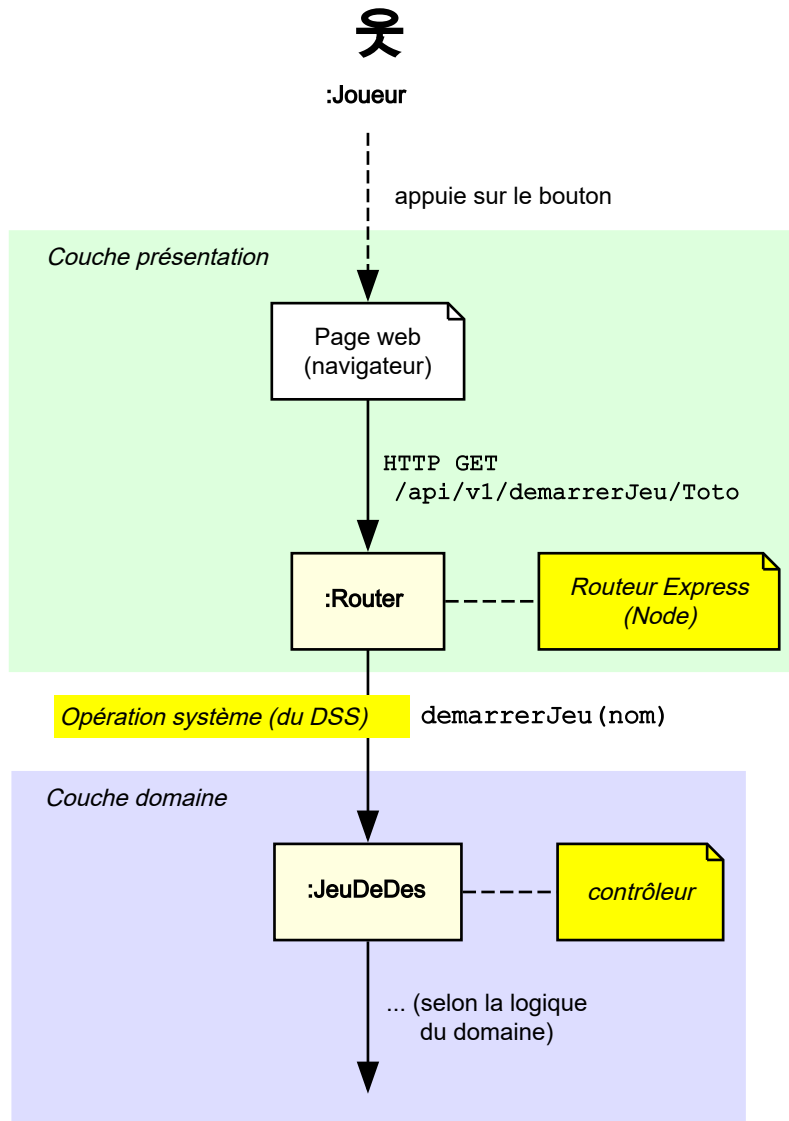 :Joueur
appuie sur le bouton
Couche présentation
Page web
(navigateur)
HTTP GET
/api/v1/demarrerJeu/Toto
:Router
Routeur Express
(Node)
Opération système (du DSS)
demarrerJeu(nom)
Couche domaine
:JeuDeDes
contrôleur
... (selon la logique
du domaine)